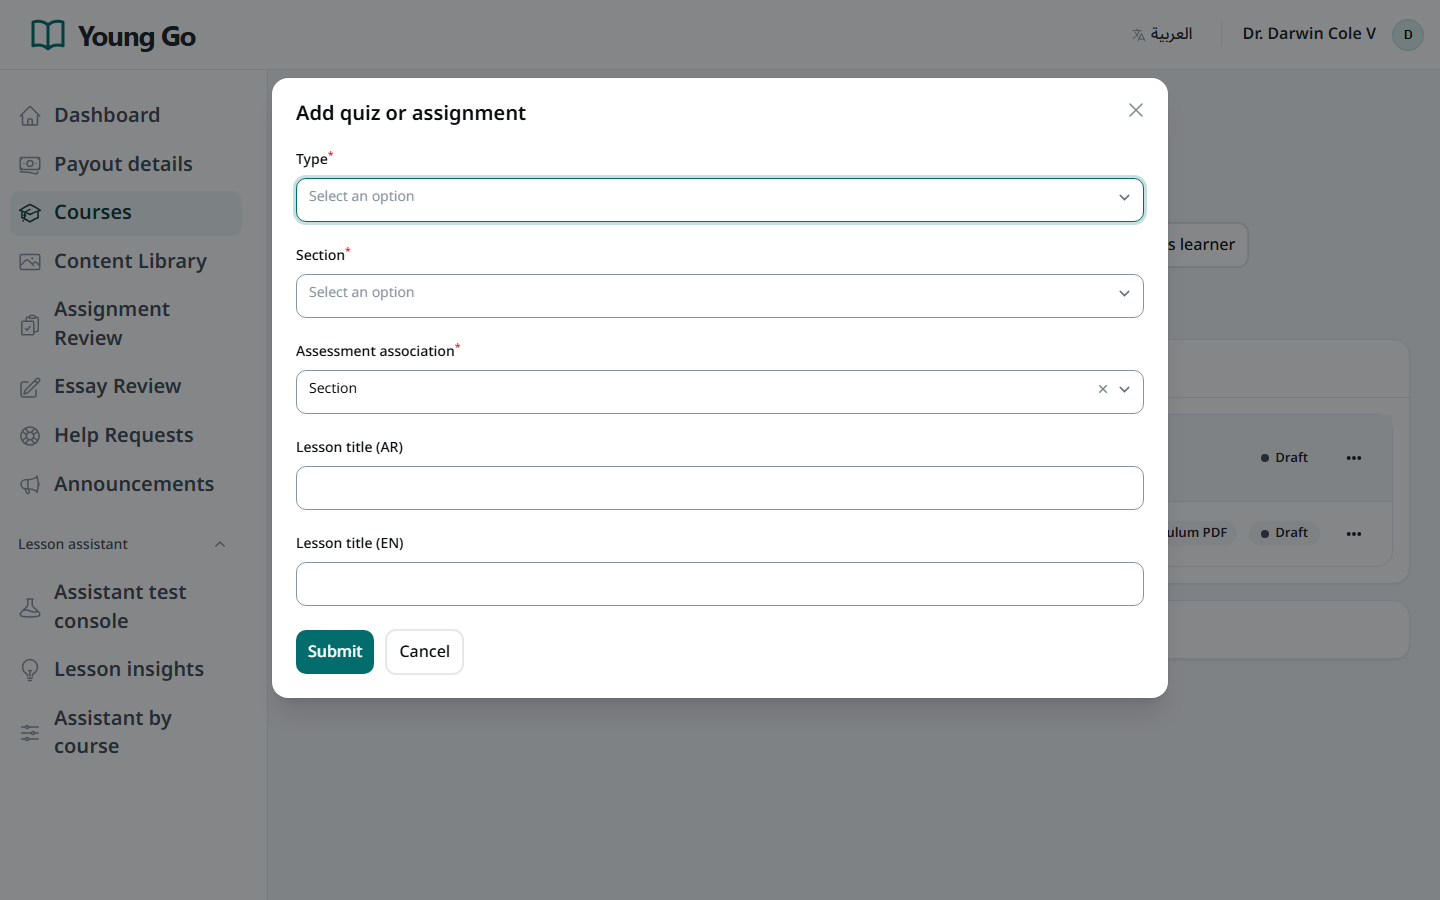 Young Go
العربية
Dr. Darwin Cole V
D
Dashboard
Payout details
Courses
Content Library
Assignment
Review
Essay Review
Help Requests
Announcements
Lesson assistant
Assistant test
console
Lesson insights
Assistant by
course
Add quiz or assignment
Type*
Select an option
Section*
Select an option
Assessment association*
Section
Lesson title (AR)
Lesson title (EN)
Submit
Cancel
s learner
Draft
ulum PDF
Draft